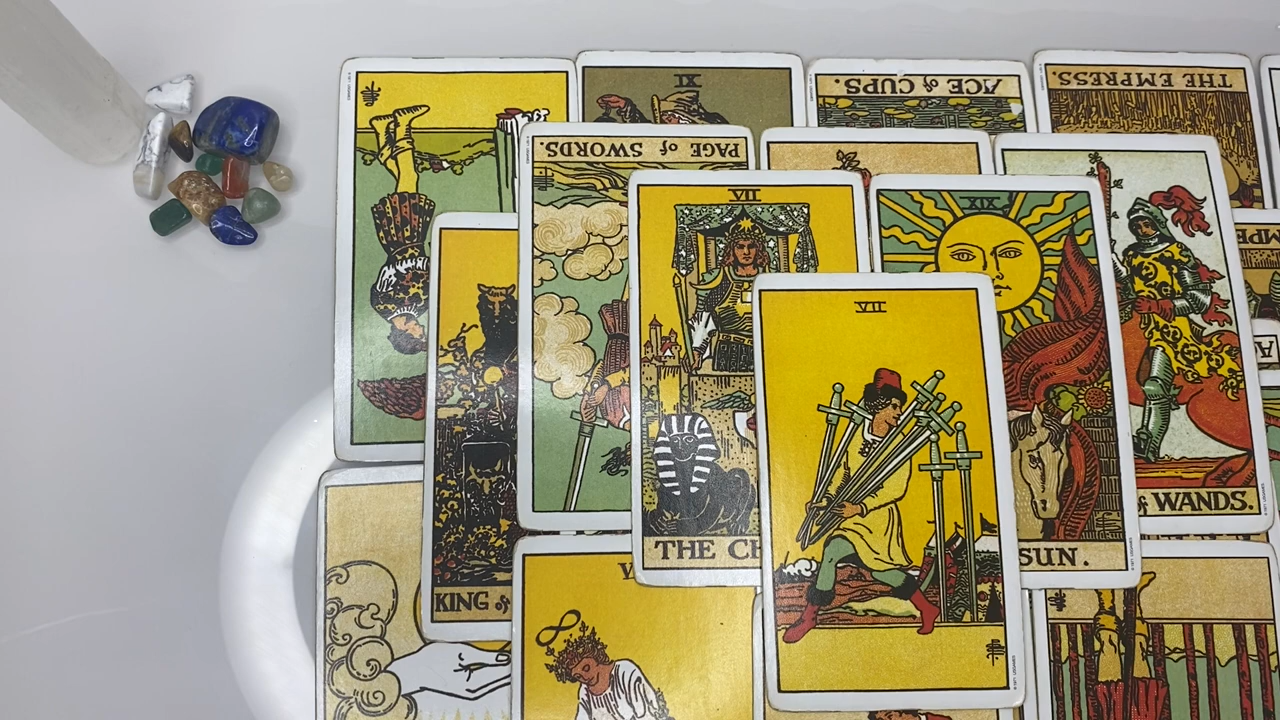 XI
ACE of CUPS.
THE EMPRESS.
PAGE of SWORDS.
VII
XIX
VII
of WANDS.
THE CH
SUN.
KING of
V